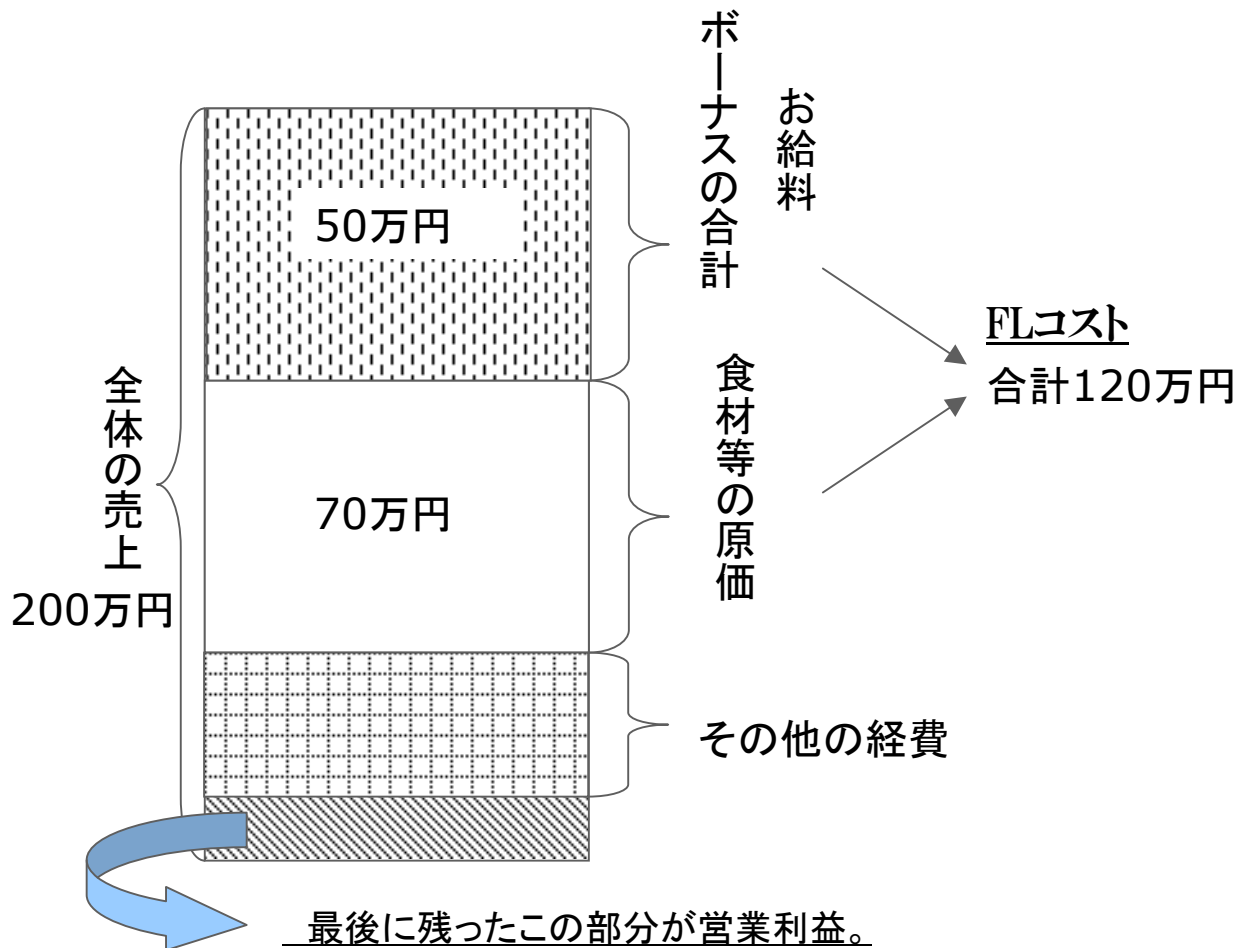 お給料
ボーナスの合計
50万円
FLコスト
合計120万円
全体の売上
200万円
食材等の原価
70万円
その他の経費
最後に残ったこの部分が営業利益。